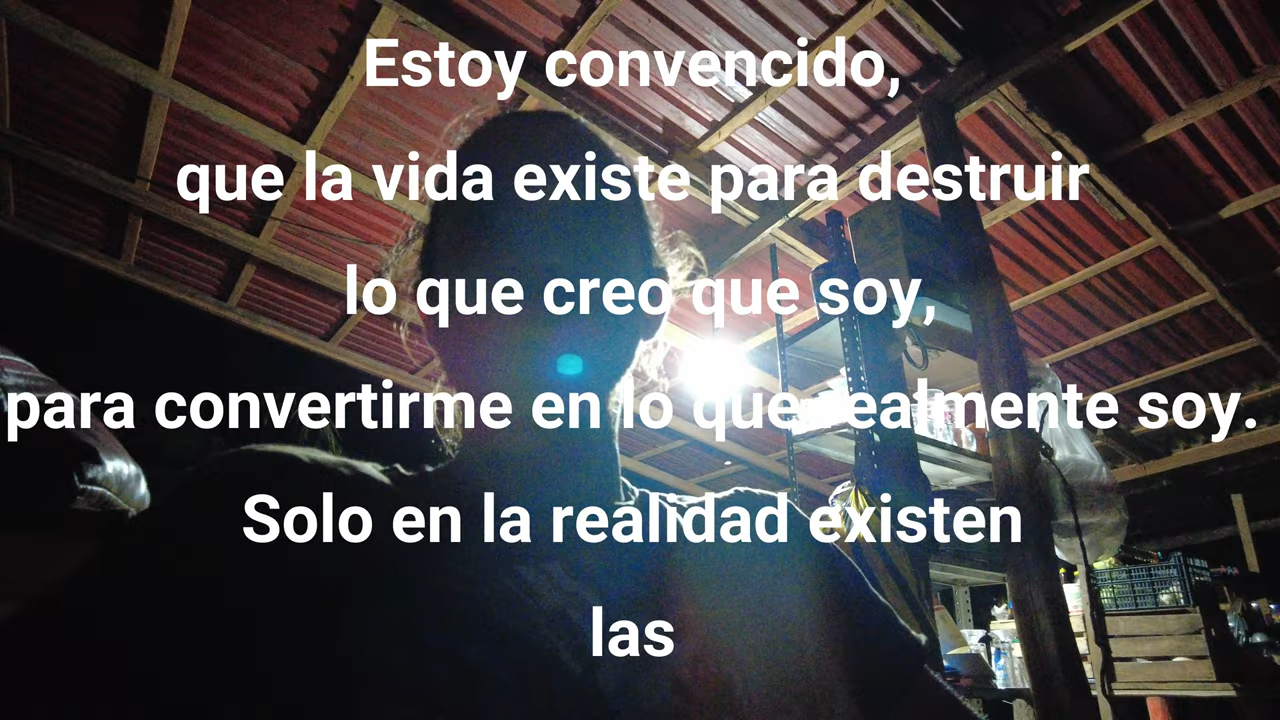 Estoy convencido,
que la vida existe para destruir
lo que creo que soy,
para convertirme en lo que realmente soy.
Solo en la realidad existen
las